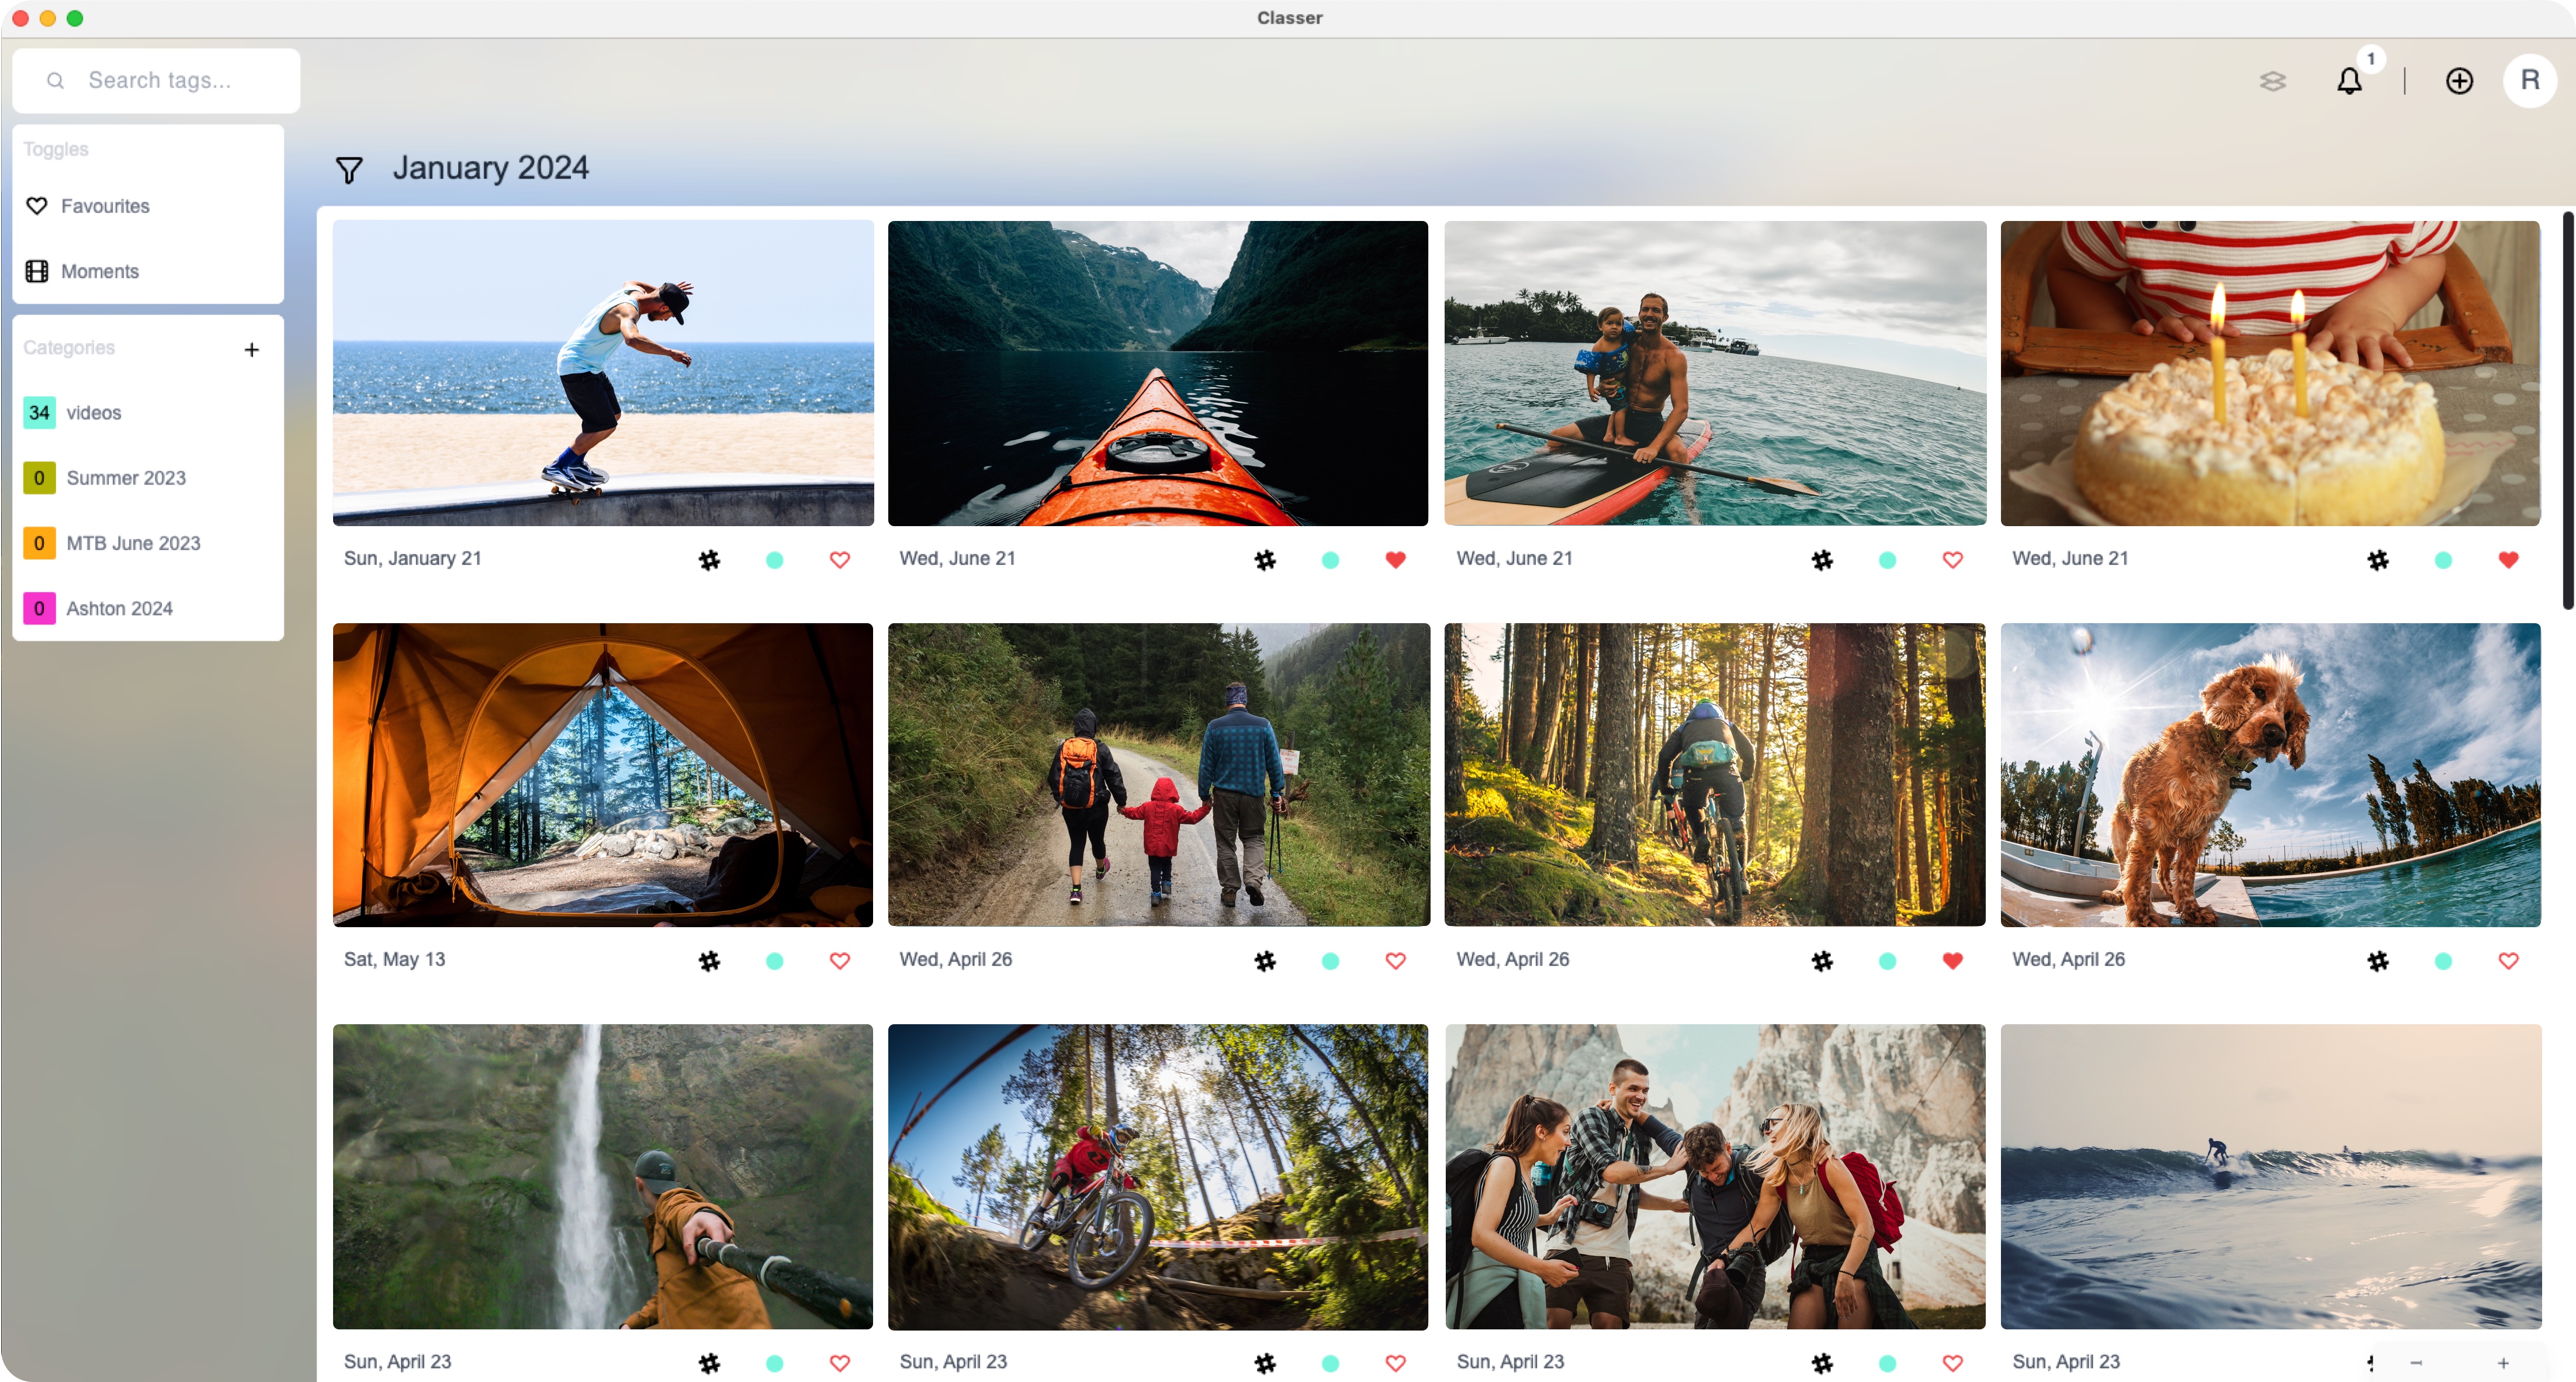 Classer
Search tags...
1
R
Toggles
Favourites
Moments
January 2024
Categories
34 videos
0 Summer 2023
0 MTB June 2023
0 Ashton 2024
Sun, January 21
Wed, June 21
Wed, June 21
Wed, June 21
Sat, May 13
Wed, April 26
Wed, April 26
Wed, April 26
Sun, April 23
Sun, April 23
Sun, April 23
Sun, April 23